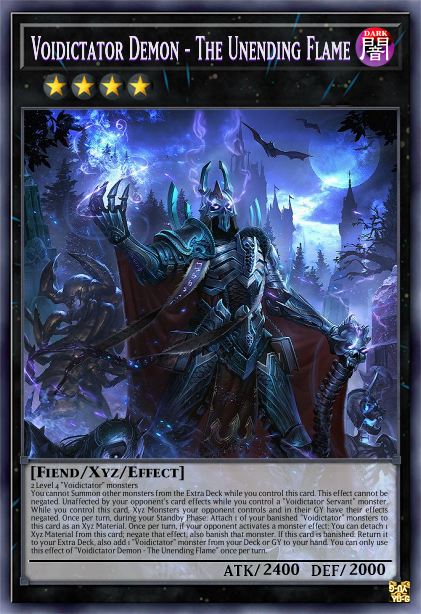 VOIDICTATOR DEMON - THE UNENDING FLAME
DARK
闇
[FIEND/XYZ/EFFECT]
2 Level 4 "Voidictator" monsters
You cannot Summon other monsters from the Extra Deck while you control this card. This effect cannot be
negated. Unaffected by your opponent's card effects while you control a "Voidictator Servant" monster.
While you control this card, Xyz Monsters your opponent controls and in their GY have their effects
negated. Once per turn, during your Standby Phase: Attach 1 of your banished "Voidictator" monsters to
this card as an Xyz Material. Once per turn, if your opponent activates a monster effect: You can detach 1
Xyz Material from this card; negate that effect, also banish that monster. If this card is banished: Return it
to your Extra Deck, also add 1 "Voidictator" monster from your Deck or GY to your hand. You can only use
this effect of "Voidictator Demon - The Unending Flame" once per turn.
ATK/ 2400 DEF/ 2000